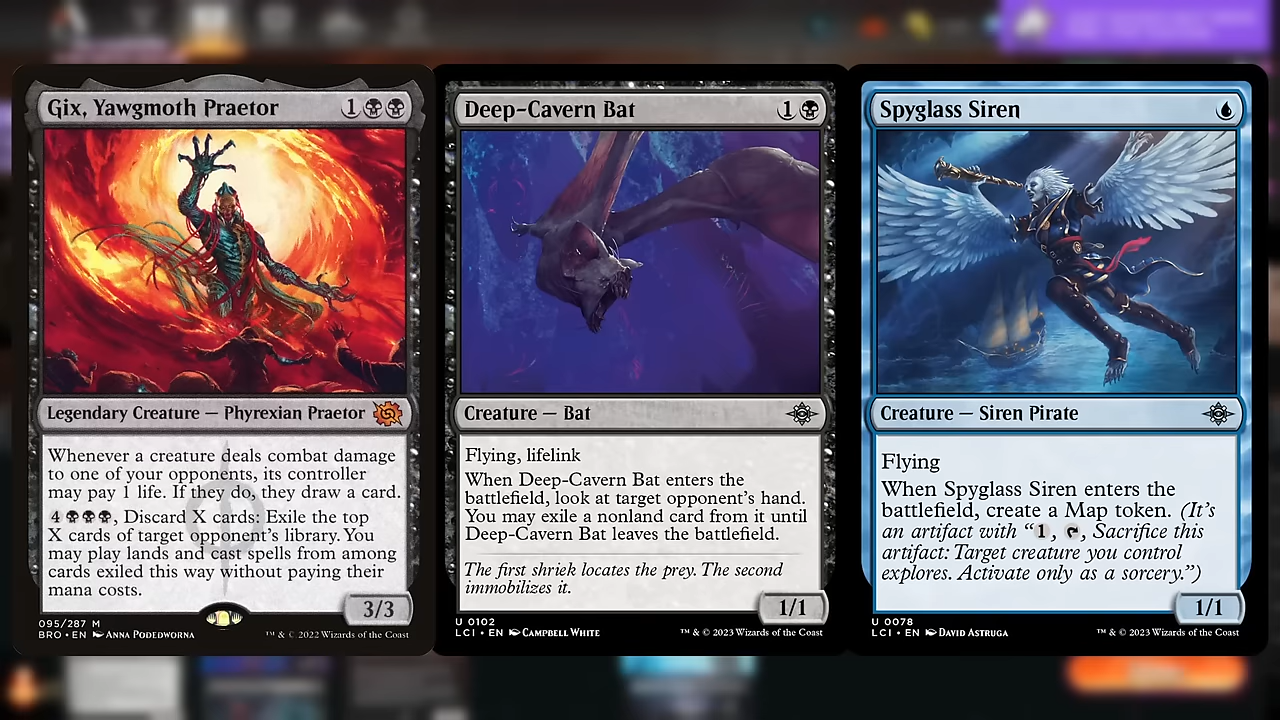 Gix, Yawgmoth Praetor 1
Legendary Creature — Phyrexian Praetor
Whenever a creature deals combat damage
to one of your opponents, its controller
may pay 1 life. If they do, they draw a card.
4, Discard X cards: Exile the top
X cards of target opponent's library. You
may play lands and cast spells from among
cards exiled this way without paying their
mana costs.
3/3
095/287 M
BRO • EN Anna Podedworna ™ & © 2022 Wizards of the Coast
Deep-Cavern Bat 1
Creature — Bat
Flying, lifelink
When Deep-Cavern Bat enters the
battlefield, look at target opponent's hand.
You may exile a nonland card from it until
Deep-Cavern Bat leaves the battlefield.
The first shriek locates the prey. The second
immobilizes it.
1/1
U 0102
LCI • EN Campbell White ™ & © 2023 Wizards of the Coast
Spyglass Siren
Creature — Siren Pirate
Flying
When Spyglass Siren enters the
battlefield, create a Map token. (It's
an artifact with “1, , Sacrifice this
artifact: Target creature you control
explores. Activate only as a sorcery.”)
1/1
U 0078
LCI • EN David Astruga ™ & © 2023 Wizards of the Coast